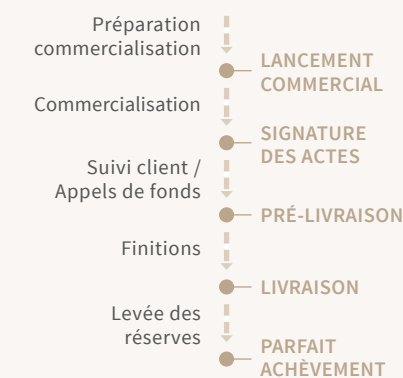 Préparation
commercialisation
LANCEMENT
COMMERCIAL
Commercialisation
SIGNATURE
DES ACTES
Suivi client /
Appels de fonds
PRÉ-LIVRAISON
Finitions
LIVRAISON
Levée des
réserves
PARFAIT
ACHÈVEMENT